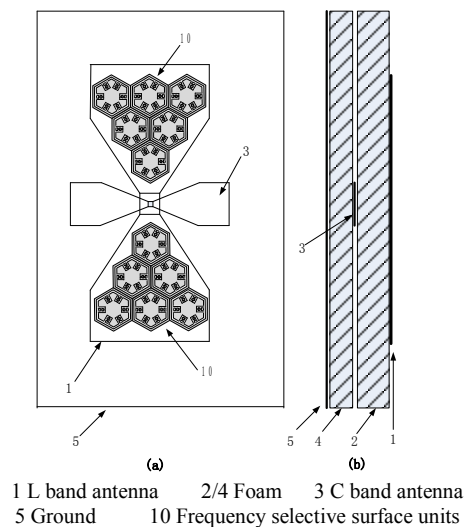 10
3
3
1
10
5
5 4 2 1
(a) (b)
1 L band antenna 2/4 Foam 3 C band antenna
5 Ground 10 Frequency selective surface units